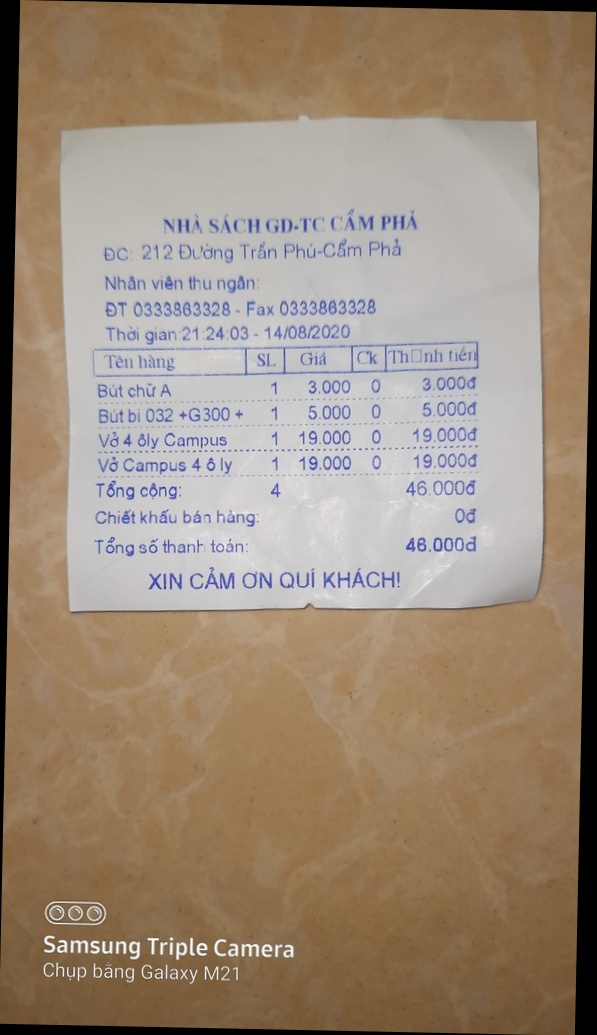 NHÀ SÁCH GD-TC CẨM PHẢ
ĐC: 212 Đường Trần Phú-Cẩm Phả
Nhân viên thu ngân:
ĐT 0333863328 - Fax 0333863328
Thời gian:21:24:03 - 14/08/2020
Tên hàng SL Giá Ck Th□nh tiền
Bút chữ A 1 3.000 0 3.000đ
Bút bi 032 +G300 + 1 5.000 0 5.000đ
Vở 4 ôly Campus 1 19.000 0 19.000đ
Vở Campus 4 ô ly 1 19.000 0 19.000đ
Tổng cộng: 4 46.000đ
Chiết khấu bán hàng: 0đ
Tổng số thanh toán: 46.000đ
XIN CẢM ƠN QUÍ KHÁCH!
Samsung Triple Camera
Chụp bằng Galaxy M21